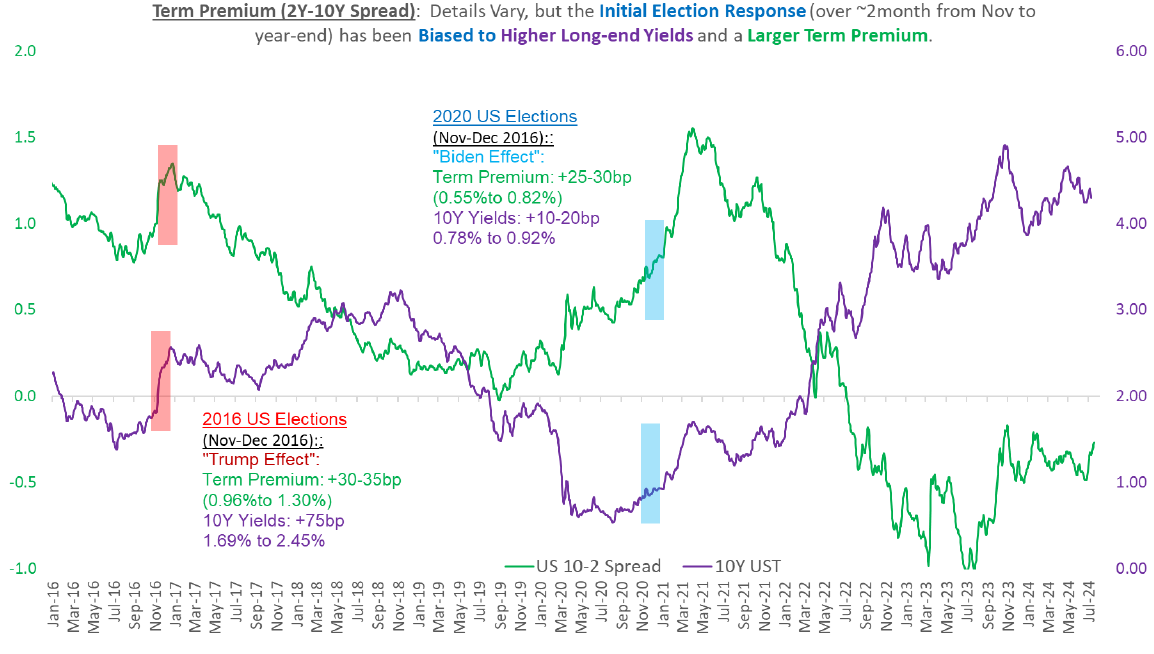 Term Premium (2Y-10Y Spread): Details Vary, but the Initial Election Response (over ~2month from Nov to
year-end) has been Biased to Higher Long-end Yields and a Larger Term Premium.
2.0
6.00
2020 US Elections
(Nov-Dec 2016)::
"Biden Effect":
Term Premium: +25-30bp
(0.55%to 0.82%)
10Y Yields: +10-20bp
0.78% to 0.92%
1.5
5.00
1.0
4.00
0.5
3.00
0.0
2.00
2016 US Elections
(Nov-Dec 2016)::
"Trump Effect":
Term Premium: +30-35bp
(0.96%to 1.30%)
10Y Yields: +75bp
1.69% to 2.45%
-0.5
1.00
US 10-2 Spread
10Y UST
-1.0
0.00
Jan-16
Mar-16
May-16
Jul-16
Sep-16
Nov-16
Jan-17
Mar-17
May-17
Jul-17
Sep-17
Nov-17
Jan-18
Mar-18
May-18
Jul-18
Sep-18
Nov-18
Jan-19
Mar-19
May-19
Jul-19
Sep-19
Nov-19
Jan-20
Mar-20
May-20
Jul-20
Sep-20
Nov-20
Jan-21
Mar-21
May-21
Jul-21
Sep-21
Nov-21
Jan-22
Mar-22
May-22
Jul-22
Sep-22
Nov-22
Jan-23
Mar-23
May-23
Jul-23
Sep-23
Nov-23
Jan-24
Mar-24
May-24
Jul-24